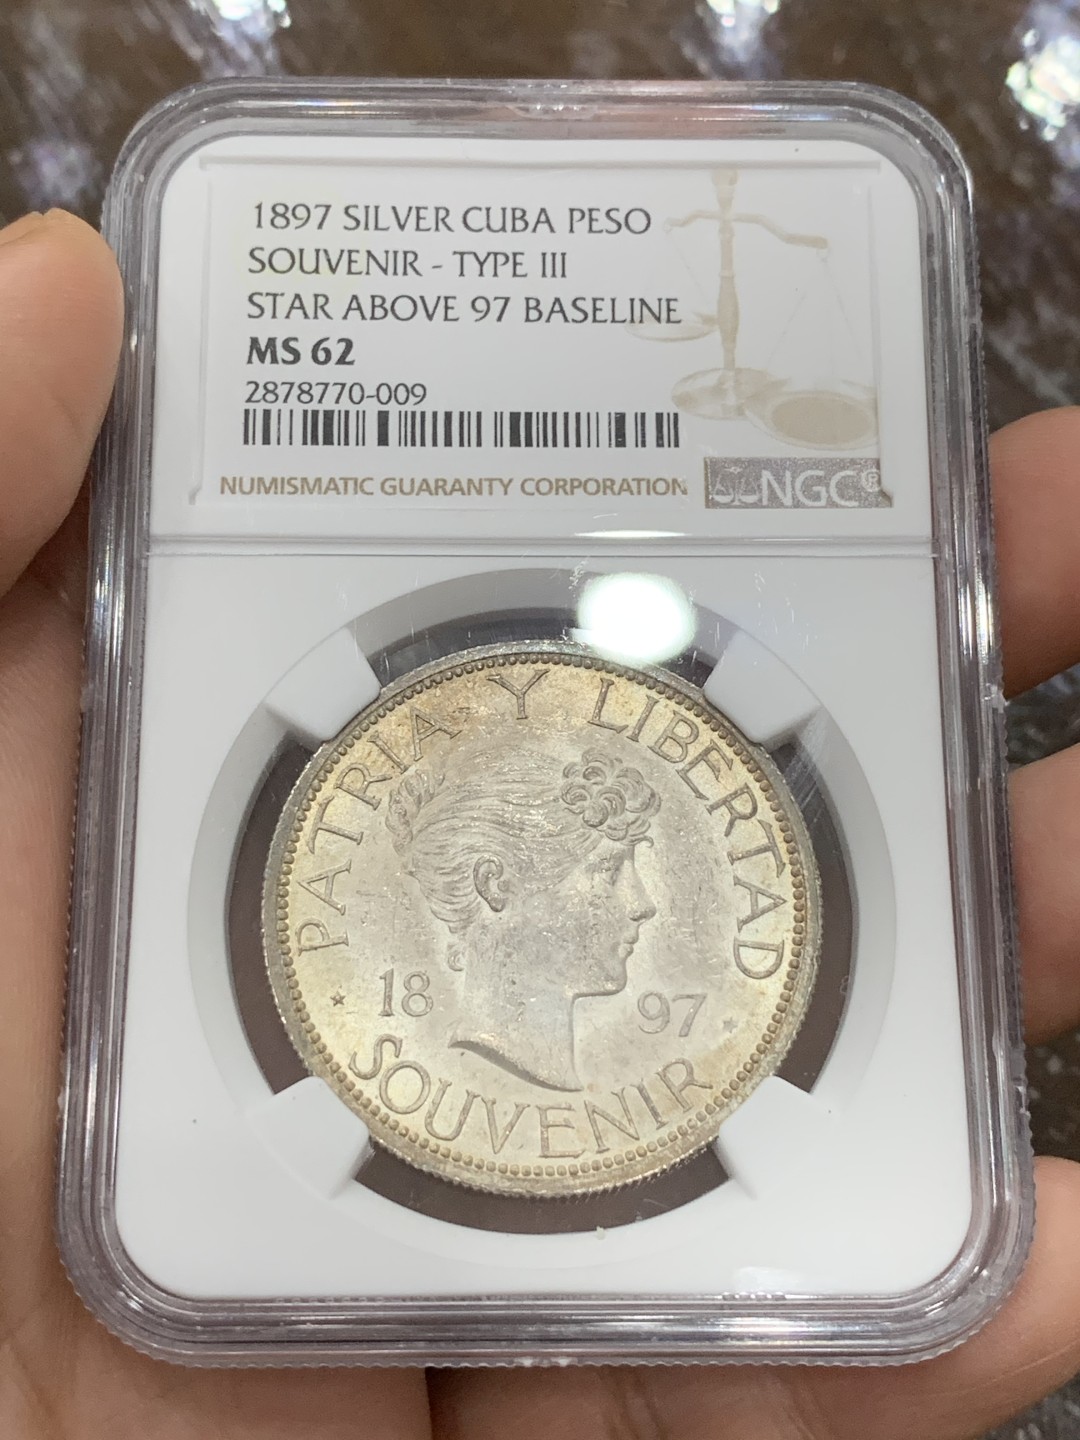 1897 SILVER CUBA PESO
SOUVENIR - TYPE III
STAR ABOVE 97 BASELINE
MS 62
2878770-009
NUMISMATIC GUARANTY CORPORATION NGC®
PATRIA Y LIBERTAD
18 97
SOUVENIR